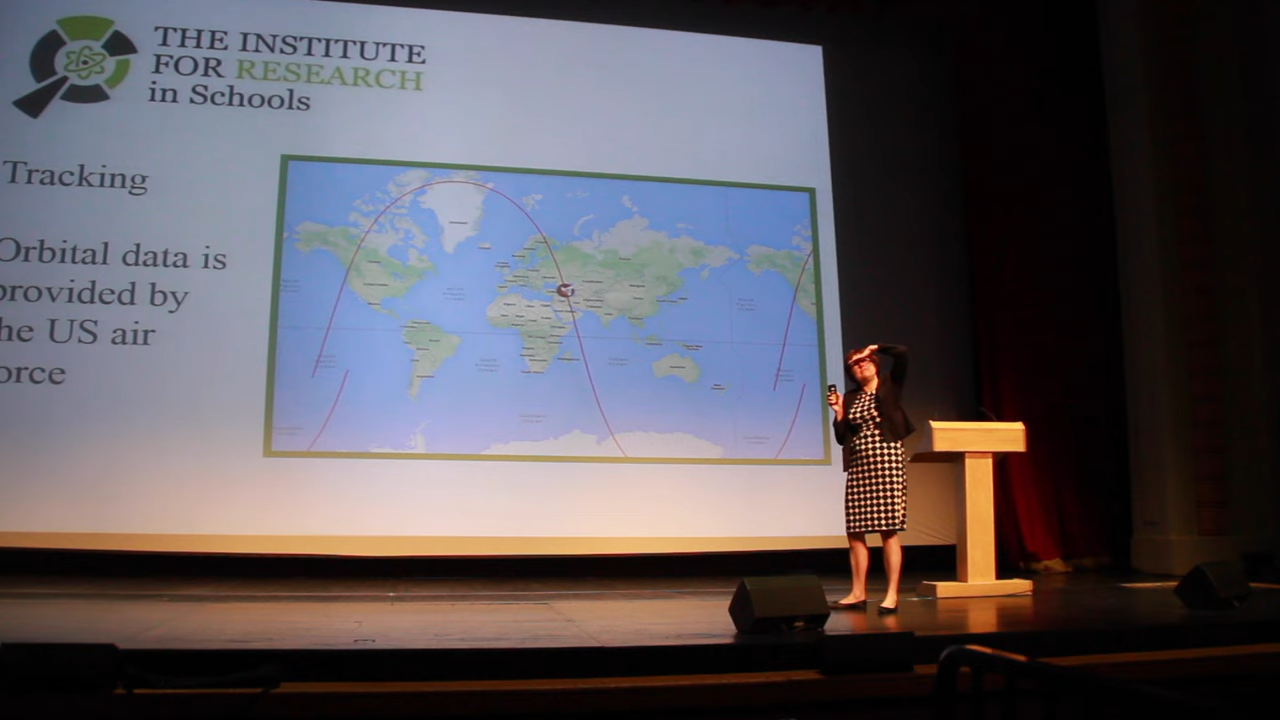 THE INSTITUTE
FOR RESEARCH
in Schools
Tracking
Orbital data is
provided by
he US air
orce